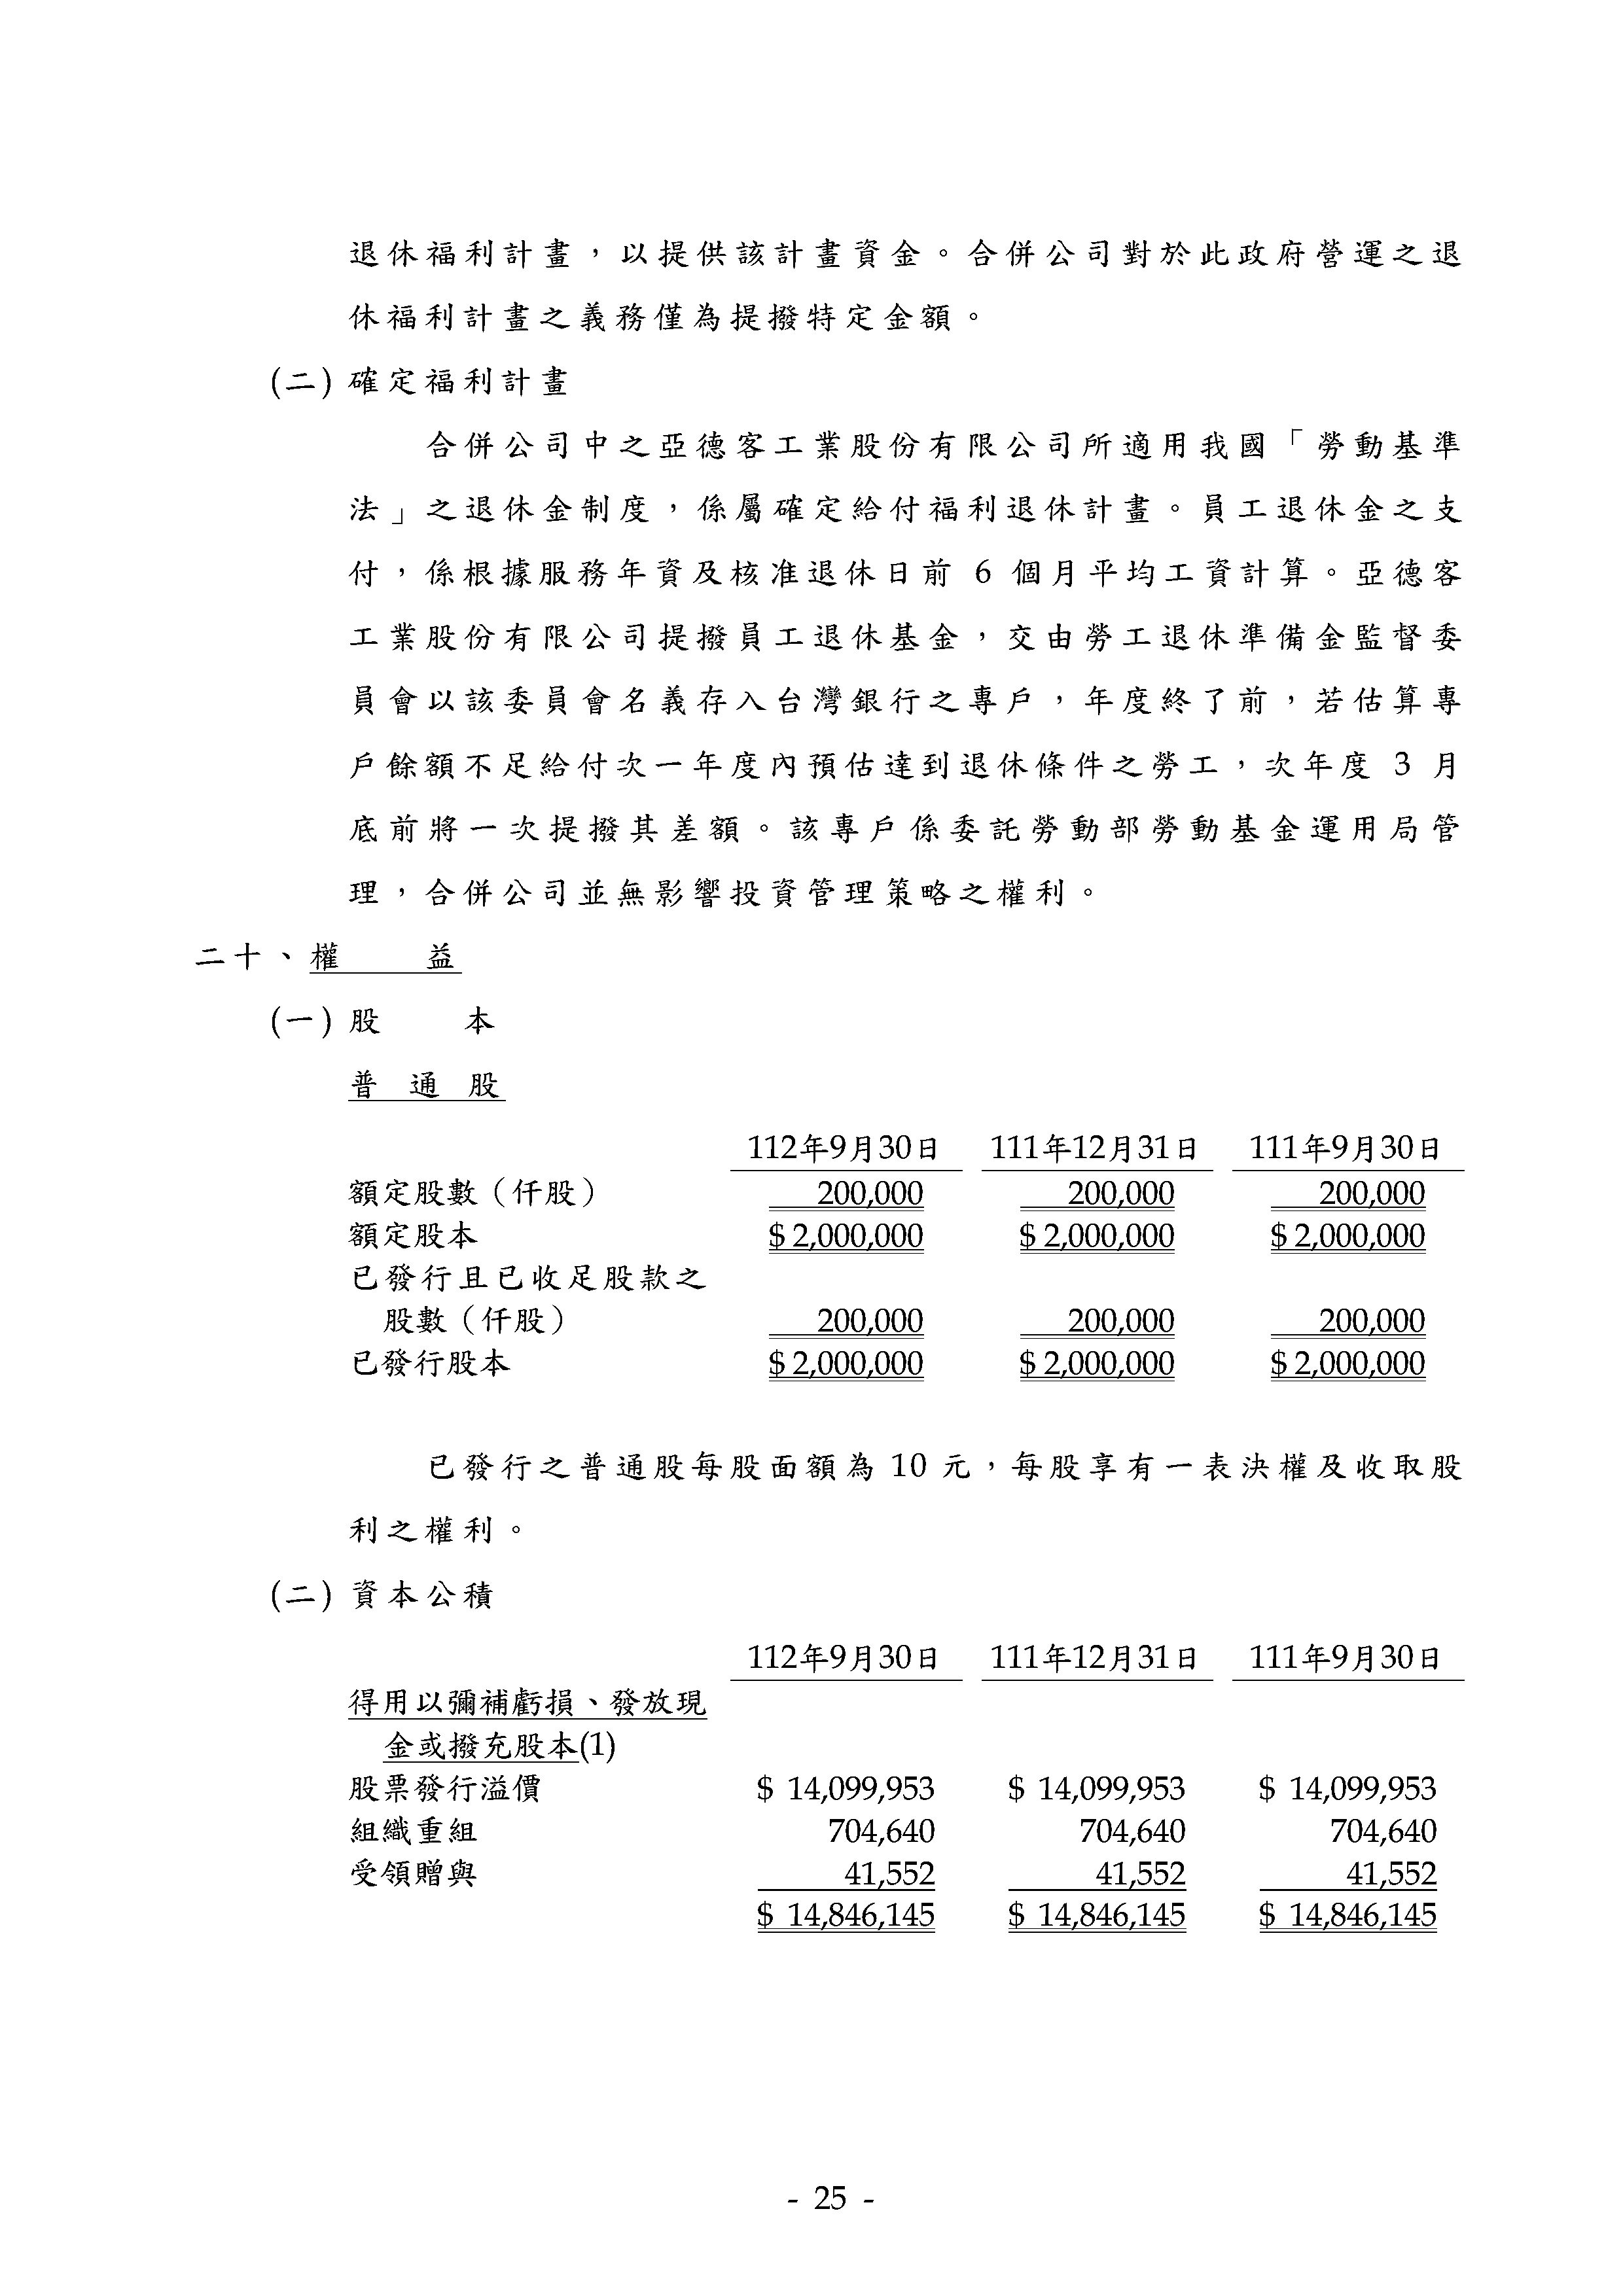 退休福利計畫，以提供該計畫資金。合併公司對於此政府營運之退
休福利計畫之義務僅為提撥特定金額。
(二) 確定福利計畫
合併公司中之亞德客工業股份有限公司所適用我國「勞動基準
法」之退休金制度，係屬確定給付福利退休計畫。員工退休金之支
付，係根據服務年資及核准退休日前 6 個月平均工資計算。亞德客
工業股份有限公司提撥員工退休基金，交由勞工退休準備金監督委
員會以該委員會名義存入台灣銀行之專戶，年度終了前，若估算專
戶餘額不足給付次一年度內預估達到退休條件之勞工，次年度 3 月
底前將一次提撥其差額。該專戶係委託勞動部勞動基金運用局管
理，合併公司並無影響投資管理策略之權利。
二十、權 益
(一) 股 本
普 通 股
112年9月30日 111年12月31日 111年9月30日
額定股數（仟股） 200,000 200,000 200,000
額定股本 $ 2,000,000 $ 2,000,000 $ 2,000,000
已發行且已收足股款之
股數（仟股） 200,000 200,000 200,000
已發行股本 $ 2,000,000 $ 2,000,000 $ 2,000,000
已發行之普通股每股面額為 10 元，每股享有一表決權及收取股
利之權利。
(二) 資本公積
112年9月30日 111年12月31日 111年9月30日
得用以彌補虧損、發放現
金或撥充股本(1)
股票發行溢價 $ 14,099,953 $ 14,099,953 $ 14,099,953
組織重組 704,640 704,640 704,640
受領贈與 41,552 41,552 41,552
$ 14,846,145 $ 14,846,145 $ 14,846,145
- 25 -